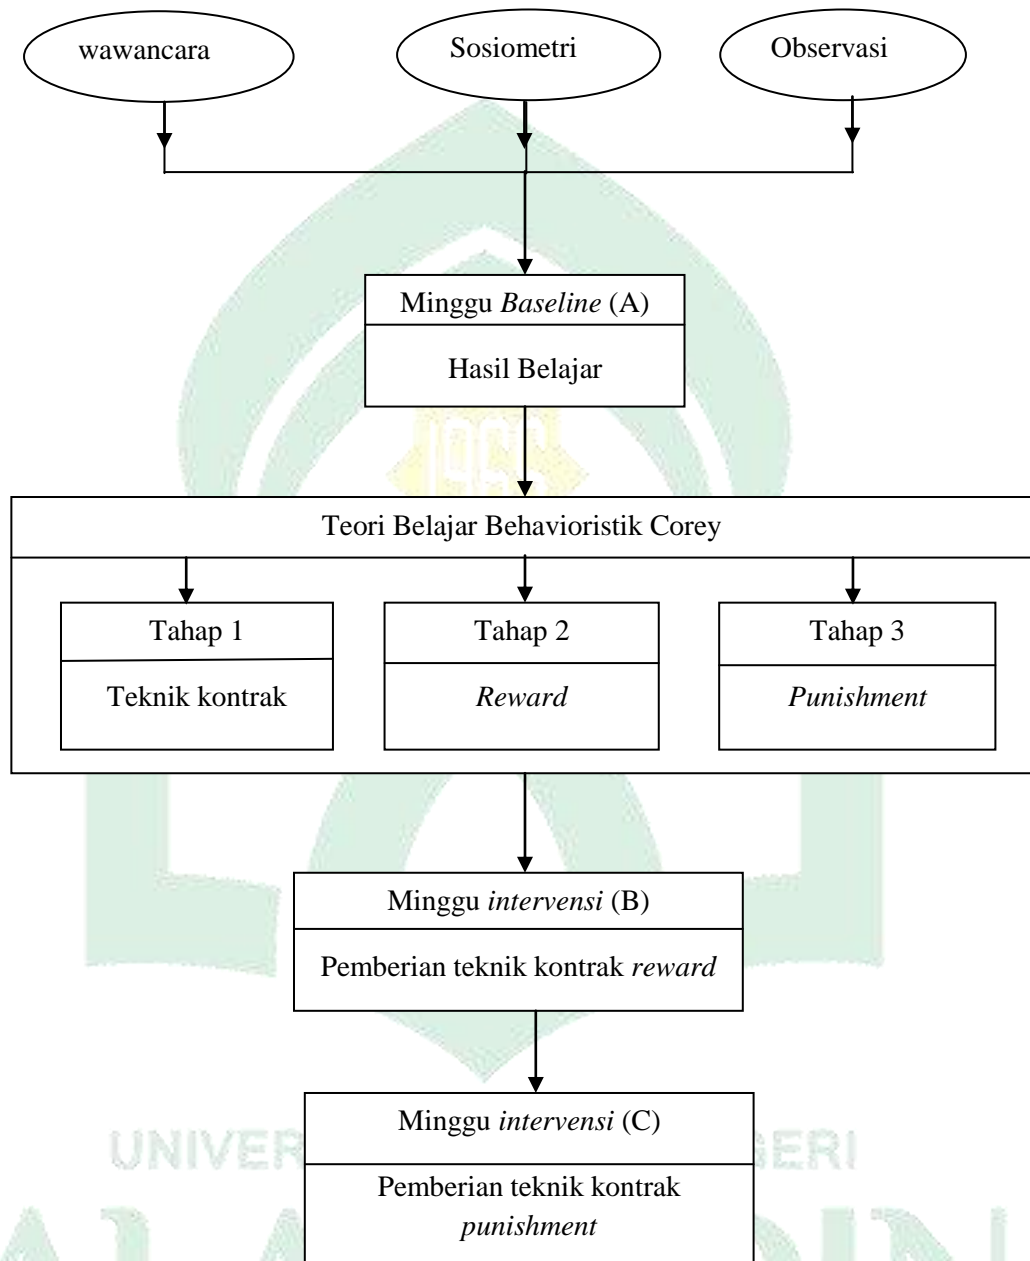 wawancara
Sosiometri
Observasi
Minggu Baseline (A)
Hasil Belajar
1965
Teori Belajar Behavioristik Corey
Tahap 1
Tahap 2
Tahap 3
Teknik kontrak
Reward
Punishment
Minggu intervensi (B)
Pemberian teknik kontrak reward
Minggu intervensi (C)
Pemberian teknik kontrak
punishment